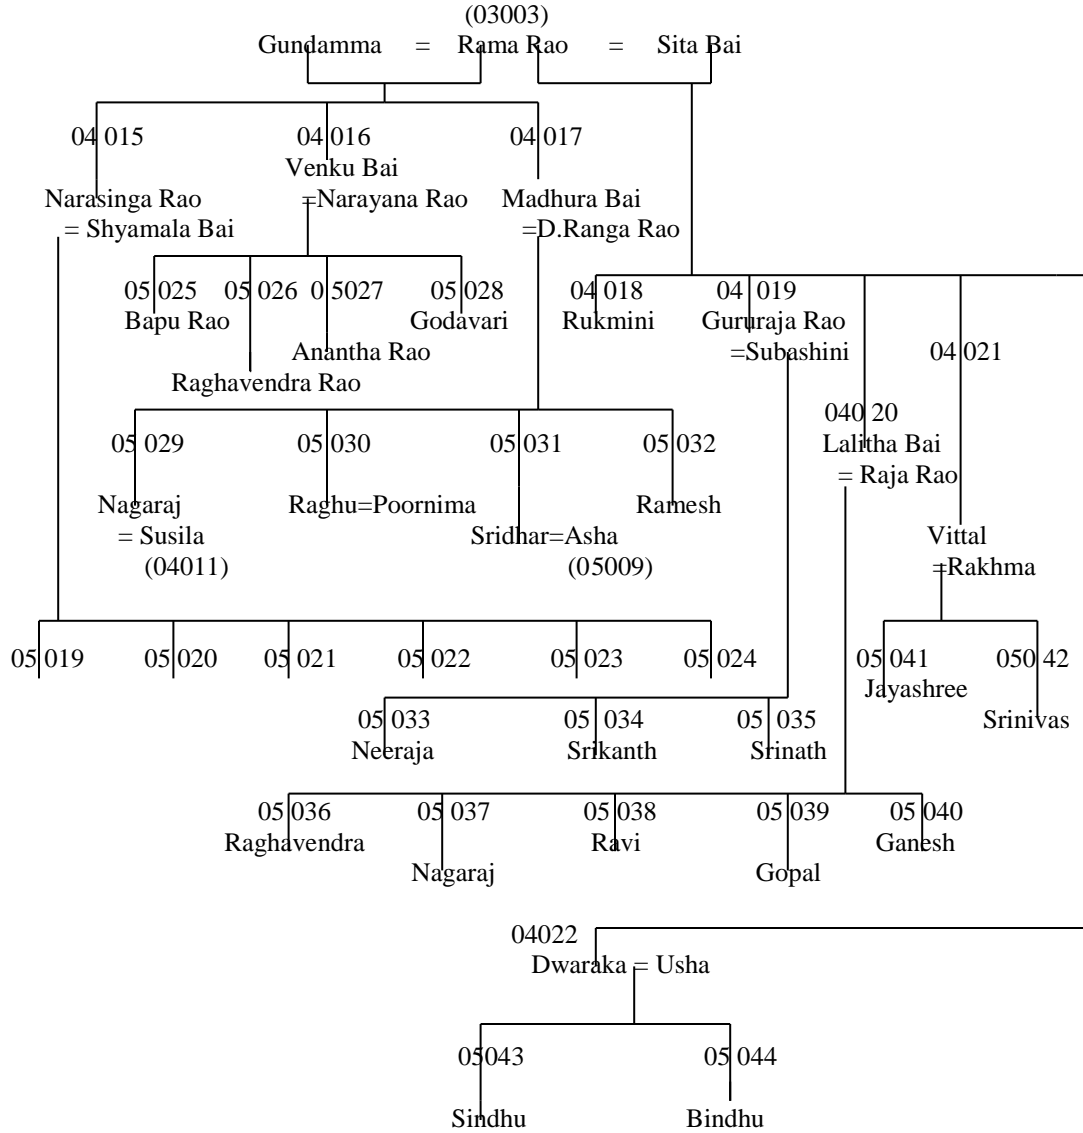 (03003)
Gundamma = Rama Rao = Sita Bai
04 015 04 016 04 017
Venku Bai
Narasinga Rao =Narayana Rao Madhura Bai
= Shyamala Bai =D.Ranga Rao
05 025 05 026 0 5027 05 028 04 018 04 019
Bapu Rao Godavari Rukmini Gururaja Rao
Anantha Rao =Subashini 04 021
Raghavendra Rao
040 20
05 029 05 030 05 031 05 032 Lalitha Bai
= Raja Rao
Nagaraj Raghu=Poornima Ramesh
= Susila Sridhar=Asha Vittal
(04011) (05009) =Rakhma
05 019 05 020 05 021 05 022 05 023 05 024 05 041 050 42
Jayashree
05 033 05 034 05 035 Srinivas
Neeraja Srikanth Srinath
05 036 05 037 05 038 05 039 05 040
Raghavendra Ravi Ganesh
Nagaraj Gopal
04022
Dwaraka = Usha
05043 05 044
Sindhu Bindhu